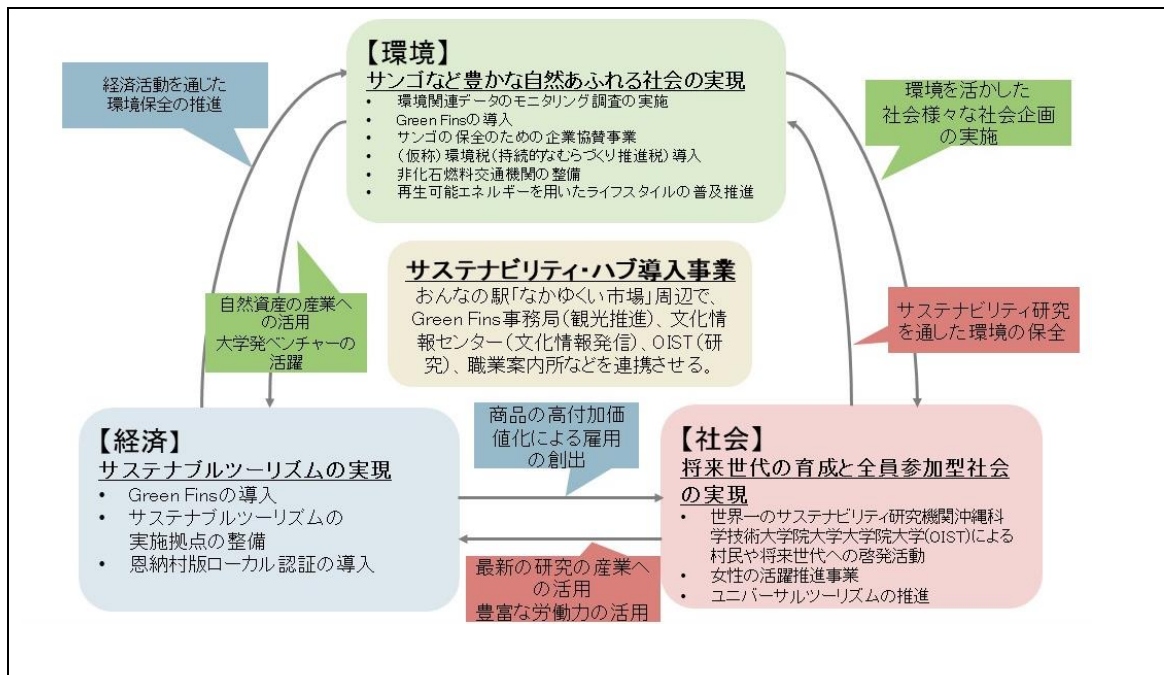 【環境】
サンゴなど豊かな自然あふれる社会の実現
• 環境関連データのモニタリング調査の実施
• Green Finsの導入
• サンゴの保全のための企業協賛事業
• (仮称)環境税(持続的なむらづくり推進税)導入
• 非化石燃料交通機関の整備
• 再生可能エネルギーを用いたライフスタイルの普及推進
経済活動を通じた
環境保全の推進
環境を活かした
社会様々な社会企画
の実施
自然資産の産業へ
の活用
大学発ベンチャーの
活躍
サステナビリティ・ハブ導入事業
おんなの駅「なかゆくい市場」周辺で、
Green Fins事務局(観光推進)、文化情
報センター(文化情報発信)、OIST(研
究)、職業案内所などを連携させる。
サステナビリティ研究
を通した環境の保全
【経済】
サステナブルツーリズムの実現
• Green Finsの導入
• サステナブルツーリズムの
実施拠点の整備
• 恩納村版ローカル認証の導入
商品の高付加価
値化による雇用
の創出
最新の研究の産業へ
の活用
豊富な労働力の活用
【社会】
将来世代の育成と全員参加型社会
の実現
• 世界一のサステナビリティ研究機関沖縄科
学技術大学院大学大学院大学(OIST)による
村民や将来世代への啓発活動
• 女性の活躍推進事業
• ユニバーサルツーリズムの推進